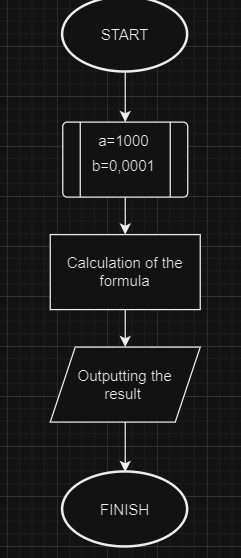 START
a=1000
b=0,0001
Calculation of the
formula
Outputting the
result
FINISH